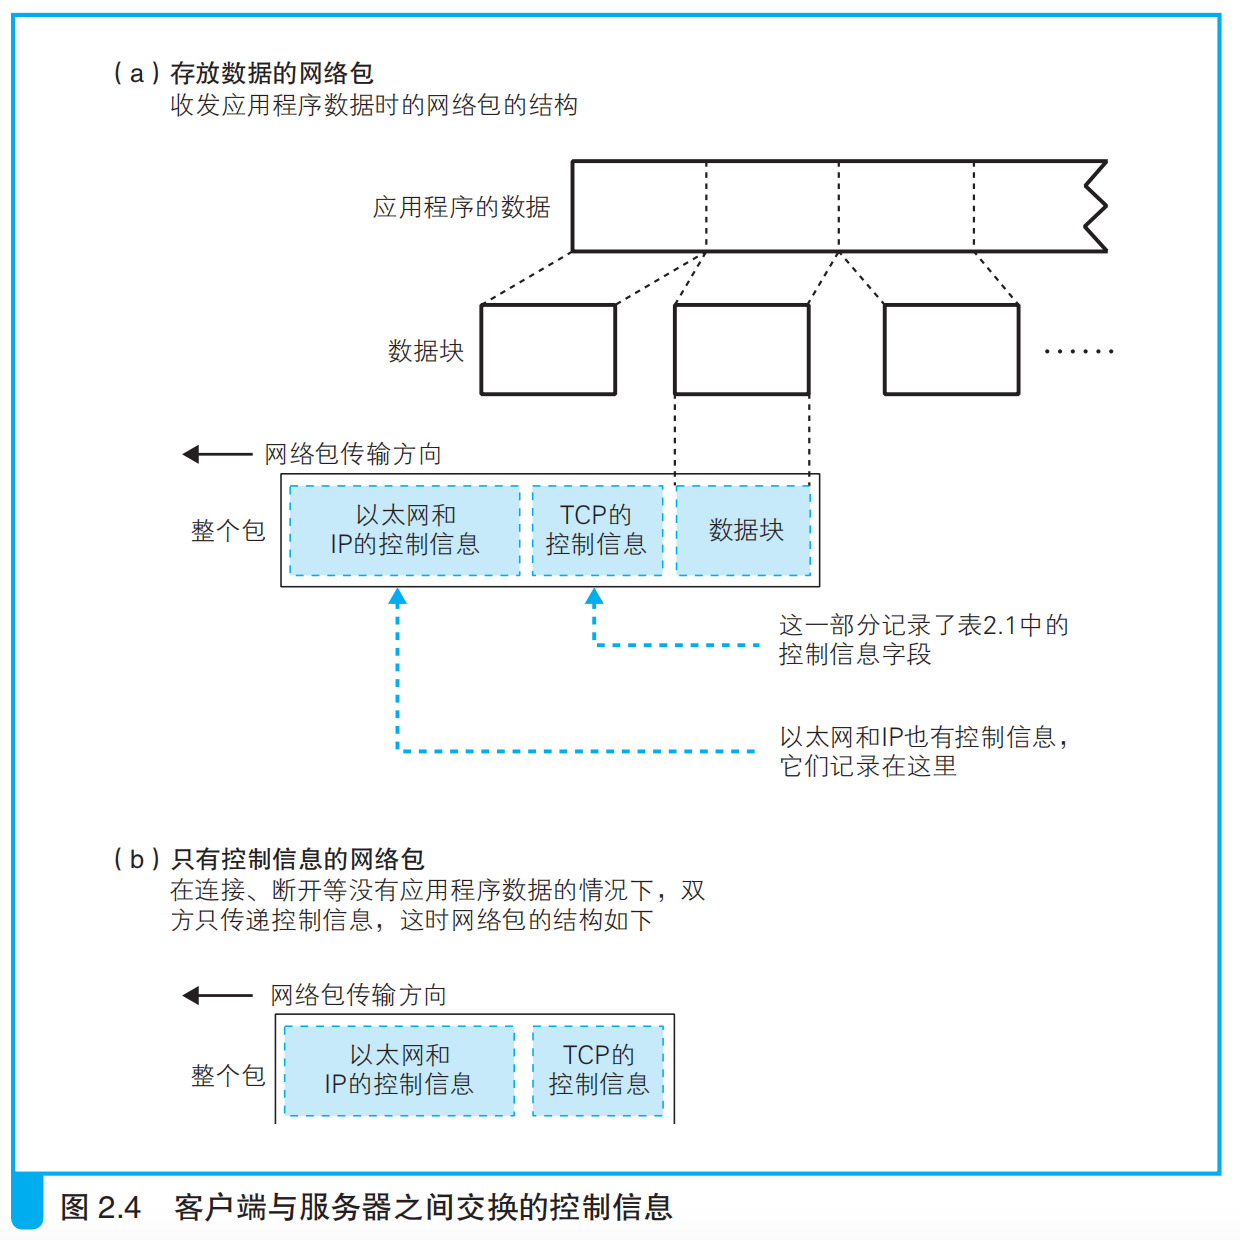 （a）存放数据的网络包
收发应用程序数据时的网络包的结构
应用程序的数据
数据块
……
网络包传输方向
整个包
以太网和
IP的控制信息
TCP的
控制信息
数据块
这一部分记录了表2.1中的
控制信息字段
以太网和IP也有控制信息，
它们记录在这里
（b）只有控制信息的网络包
在连接、断开等没有应用程序数据的情况下，双
方只传递控制信息，这时网络包的结构如下
网络包传输方向
整个包
以太网和
IP的控制信息
TCP的
控制信息
图 2.4 客户端与服务器之间交换的控制信息